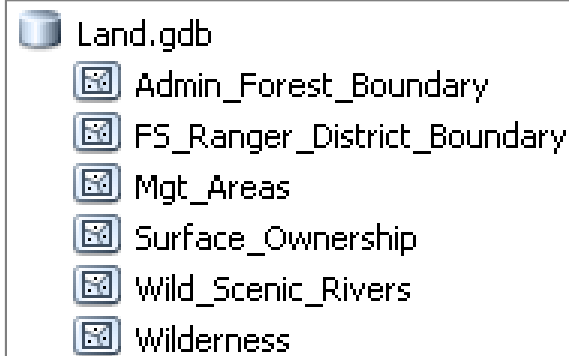 Land.gdb
Admin_Forest_Boundary
FS_Ranger_District_Boundary
Mgt_Areas
Surface_Ownership
Wild_Scenic_Rivers
Wilderness